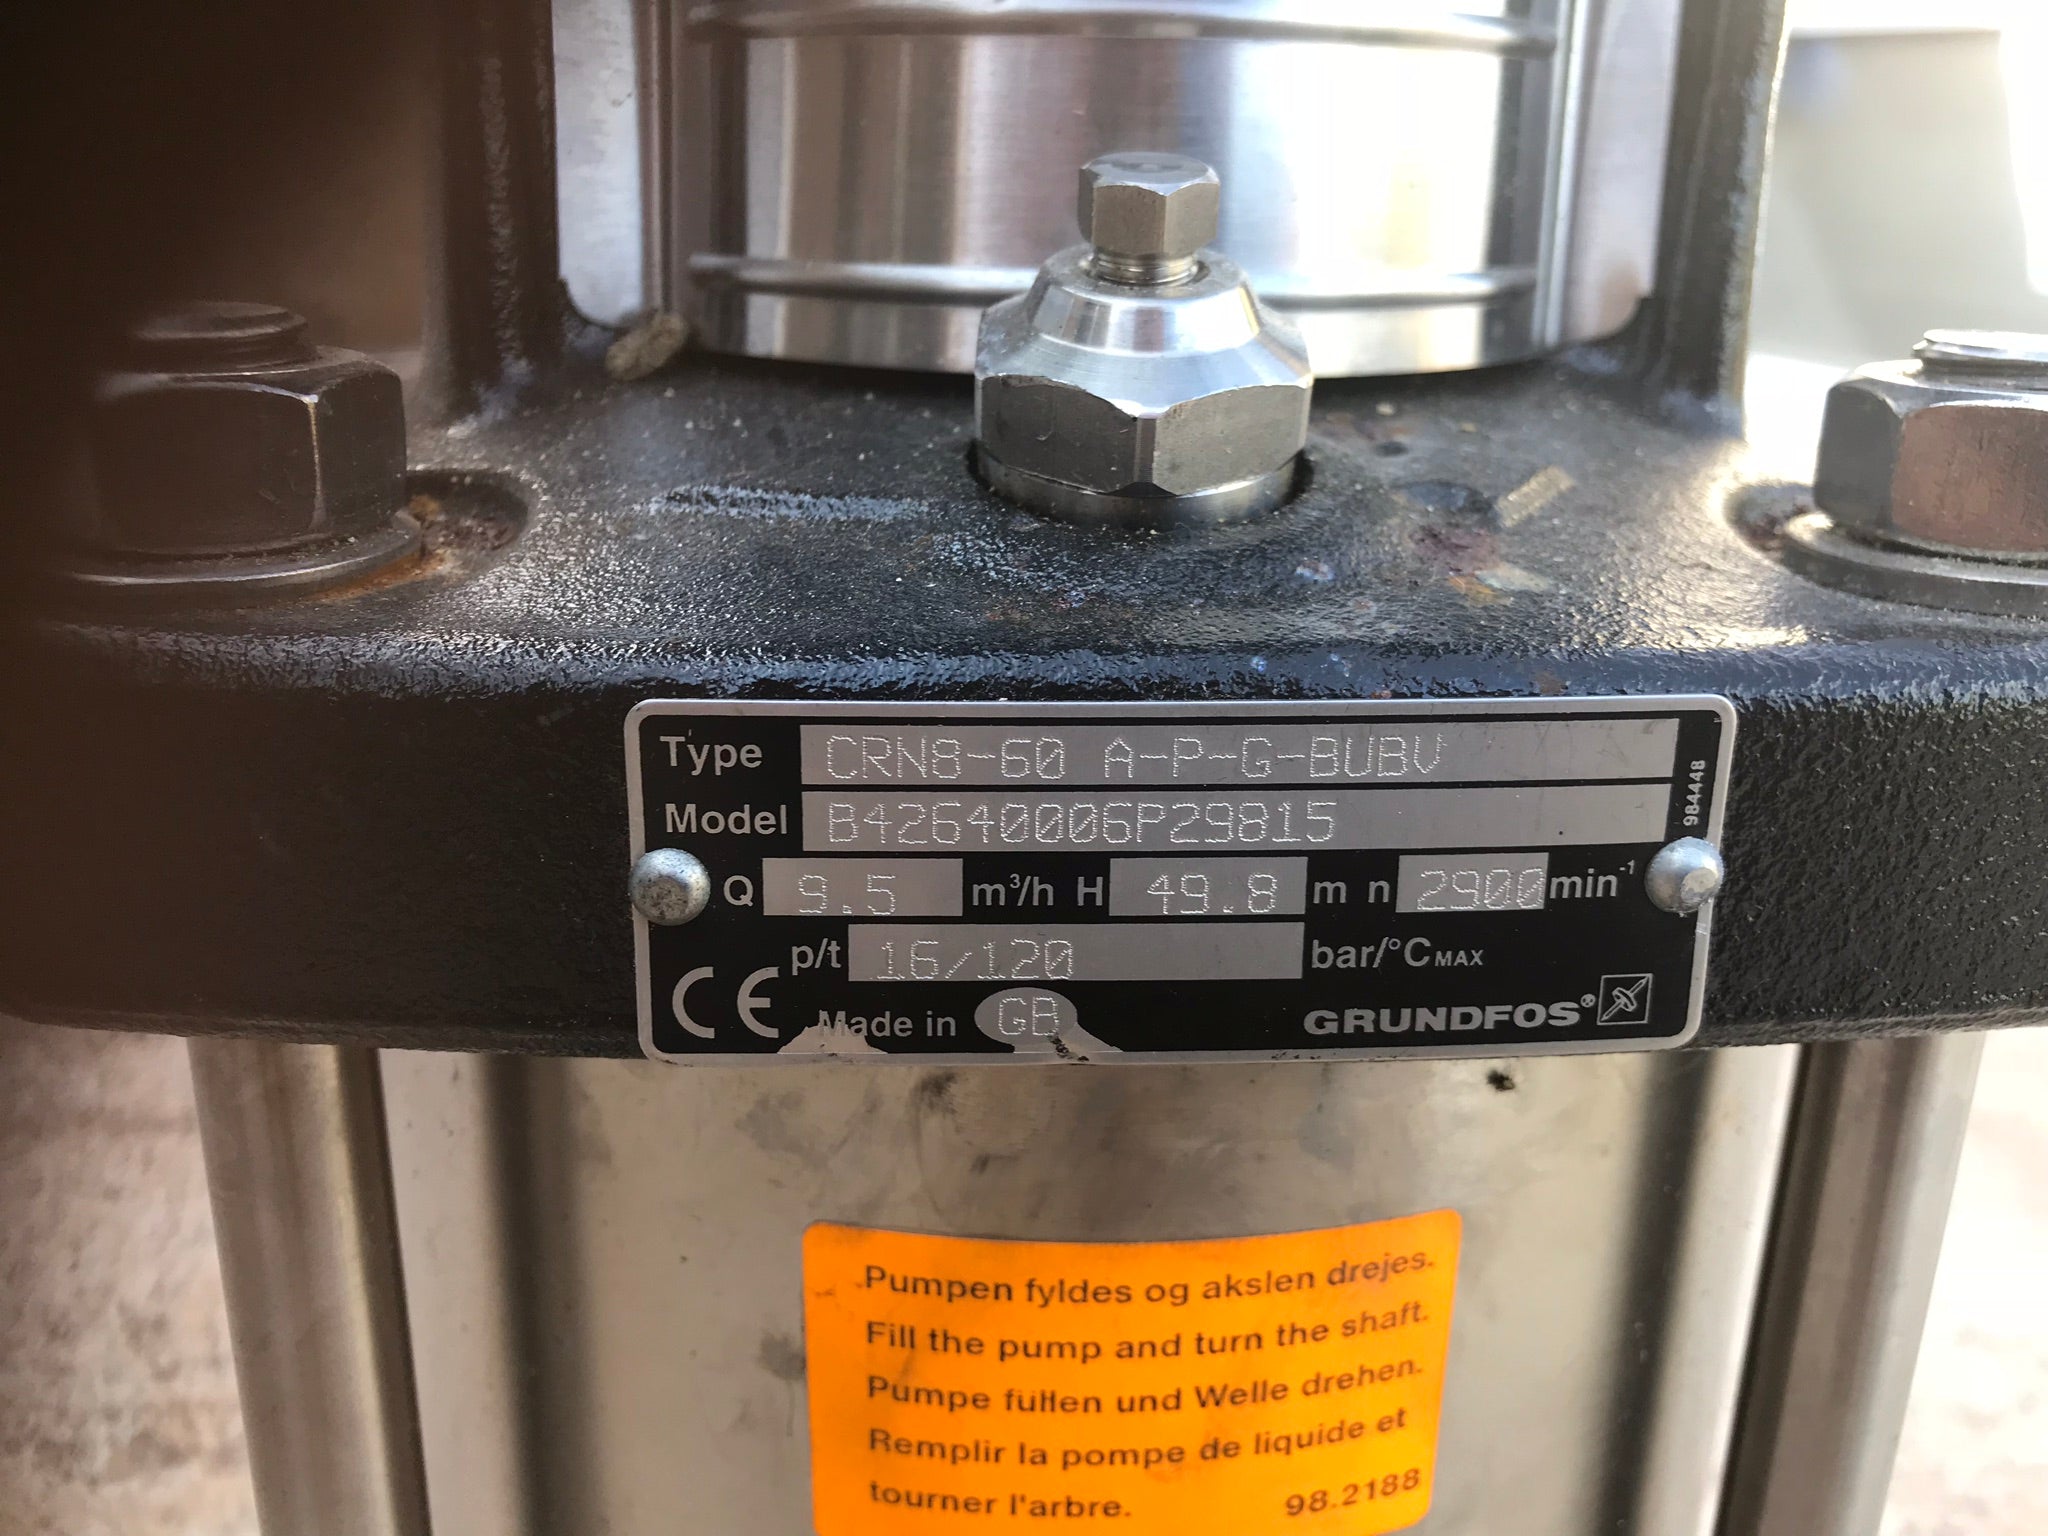 Type CRN8-60 A-P-G-BUBV
Model B42640006P29815
984448
Q 9.5 m³/h H 49.8 m n 2900 min⁻¹
p/t 16/120 bar/°C MAX
CE Made in GB GRUNDFOS®
Pumpen fyldes og akslen drejes.
Fill the pump and turn the shaft.
Pumpe füllen und Welle drehen.
Remplir la pompe de liquide et
tourner l'arbre. 98.2188